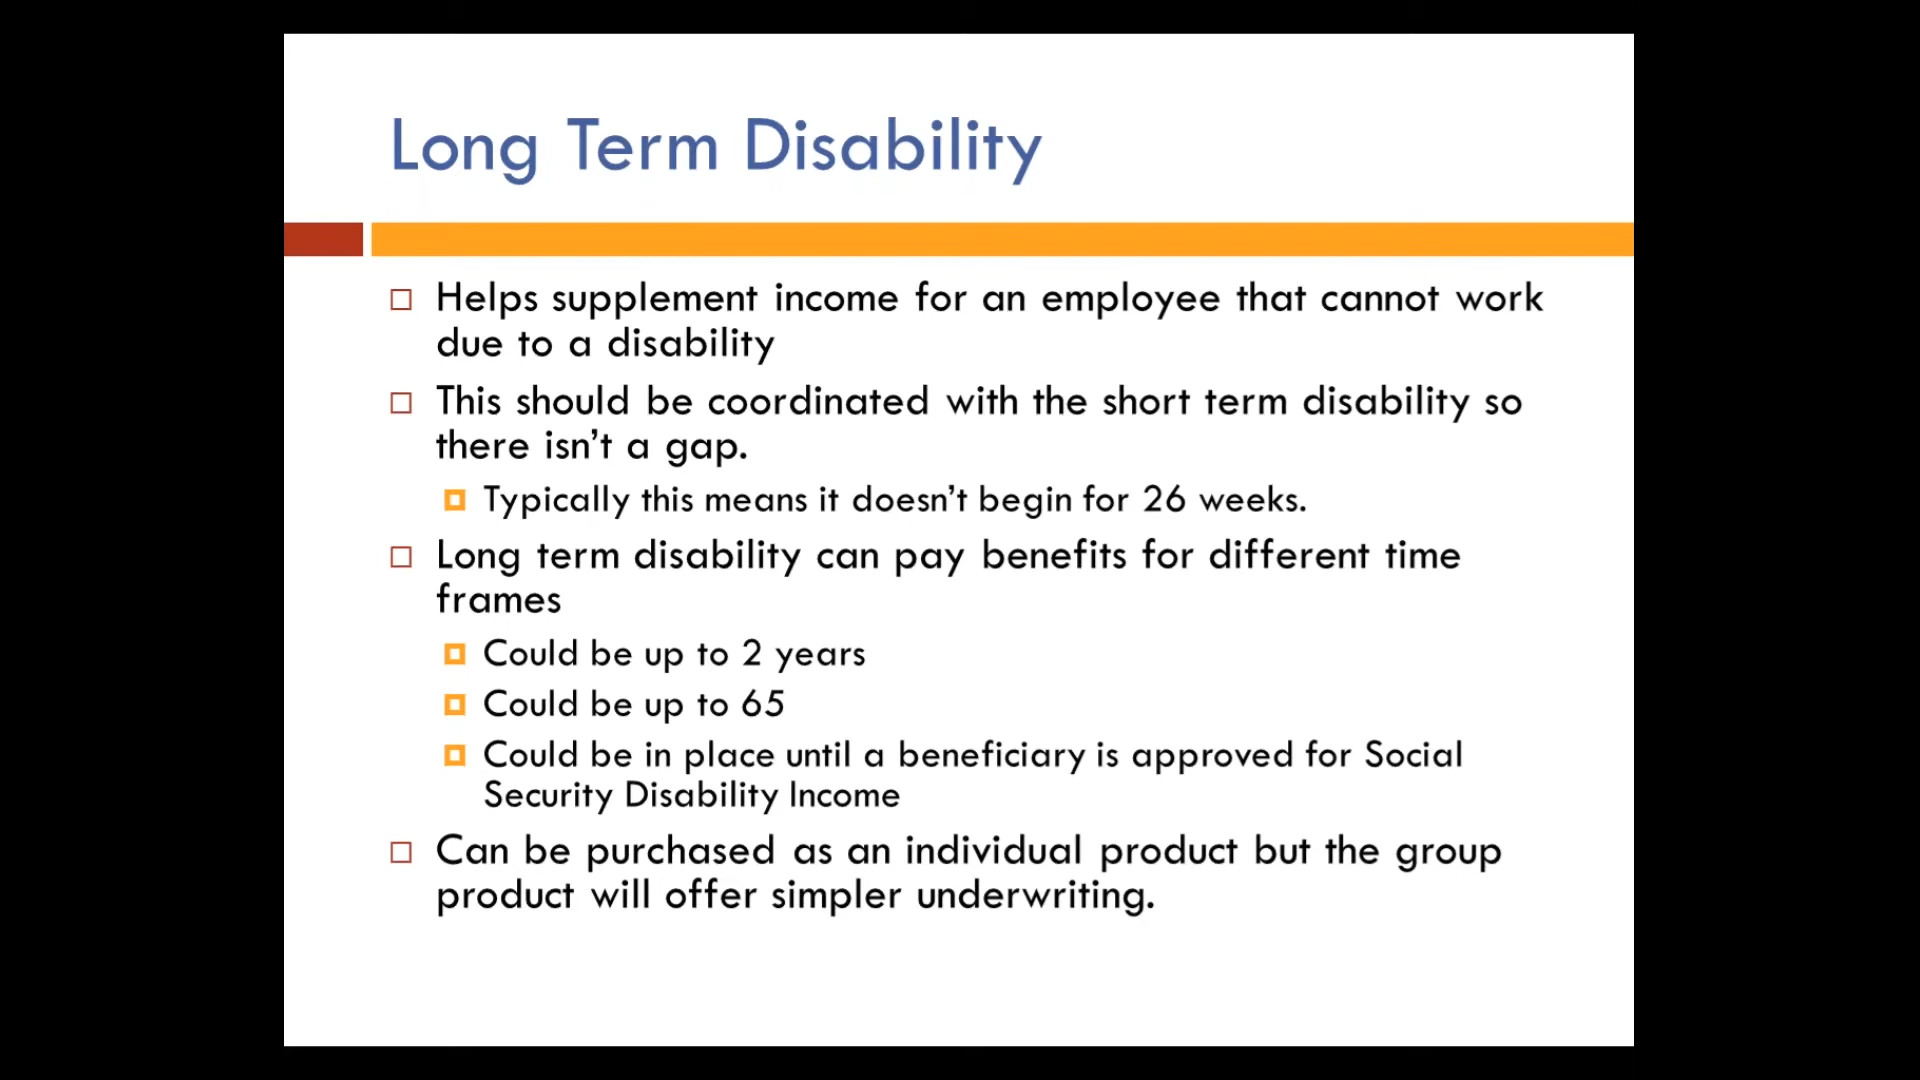 Long Term Disability
Helps supplement income for an employee that cannot work
due to a disability
This should be coordinated with the short term disability so
there isn’t a gap.
Typically this means it doesn’t begin for 26 weeks.
Long term disability can pay benefits for different time
frames
Could be up to 2 years
Could be up to 65
Could be in place until a beneficiary is approved for Social
Security Disability Income
Can be purchased as an individual product but the group
product will offer simpler underwriting.